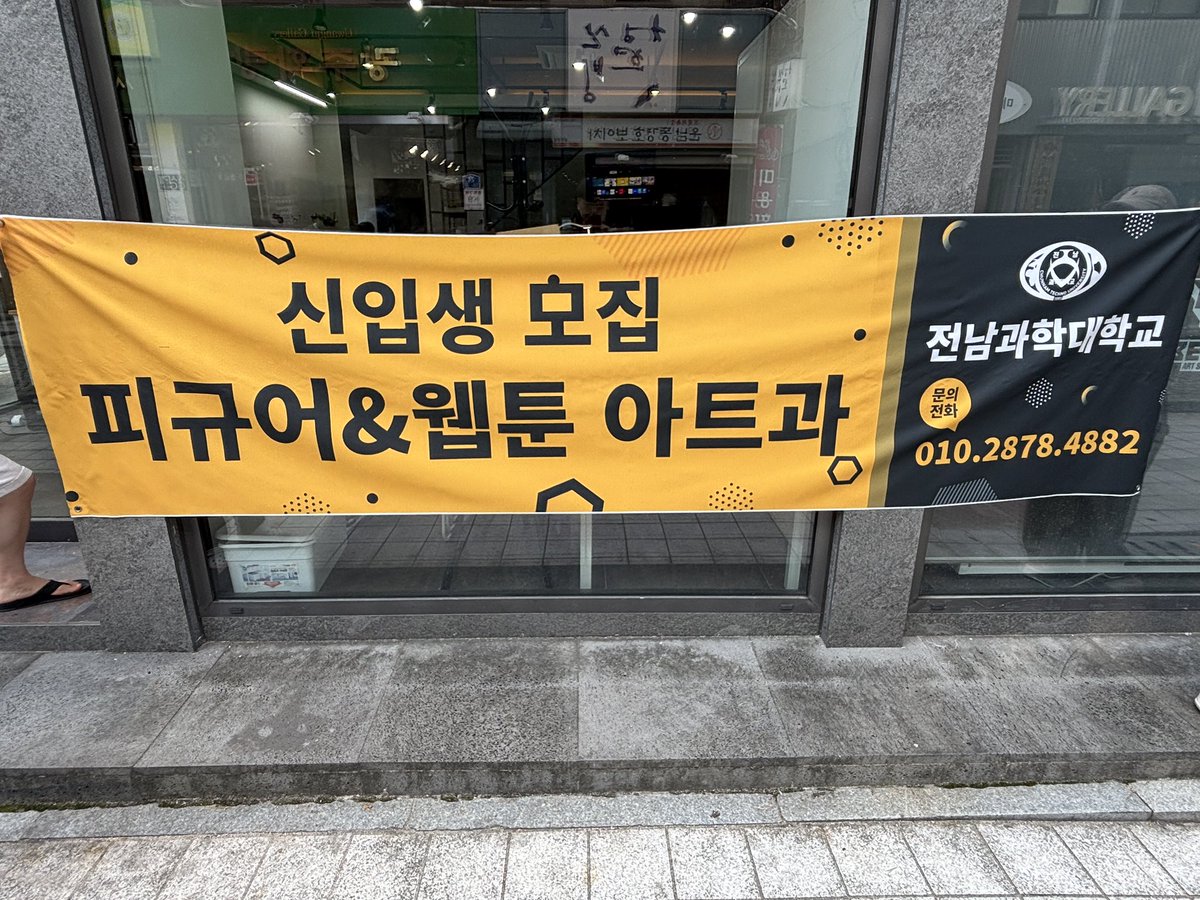 신입생 모집
피규어&웹툰 아트과
전남과학대학교
문의
전화
010.2878.4882
GALLERY